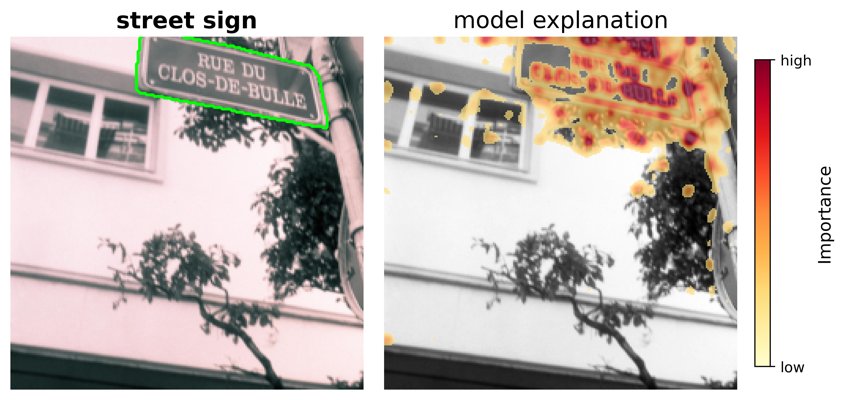 street sign
model explanation
RUE DU
CLOS-DE-BULLE
high
Importance
low